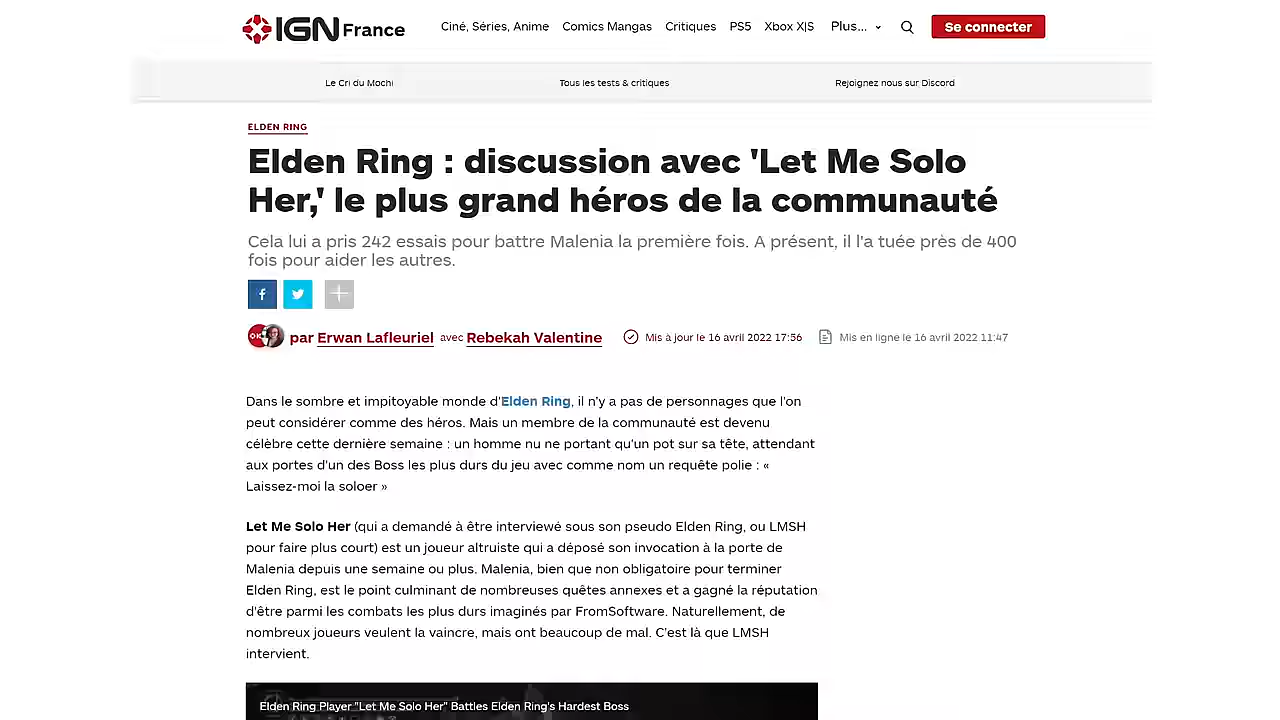 IGN France
Ciné, Séries, Anime Comics Mangas Critiques PS5 Xbox X|S Plus... Se connecter
Le Cri du Mochi Tous les tests & critiques Rejoignez nous sur Discord
ELDEN RING
Elden Ring : discussion avec 'Let Me Solo
Her,' le plus grand héros de la communauté
Cela lui a pris 242 essais pour battre Malenia la première fois. A présent, il l'a tuée près de 400
fois pour aider les autres.
par Erwan Lafleuriel avec Rebekah Valentine Mis à jour le 16 avril 2022 17:56 Mis en ligne le 16 avril 2022 11:47
Dans le sombre et impitoyable monde d'Elden Ring, il n'y a pas de personnages que l'on
peut considérer comme des héros. Mais un membre de la communauté est devenu
célèbre cette dernière semaine : un homme nu ne portant qu'un pot sur sa tête, attendant
aux portes d'un des Boss les plus durs du jeu avec comme nom un requête polie : «
Laissez-moi la soloer »
Let Me Solo Her (qui a demandé à être interviewé sous son pseudo Elden Ring, ou LMSH
pour faire plus court) est un joueur altruiste qui a déposé son invocation à la porte de
Malenia depuis une semaine ou plus. Malenia, bien que non obligatoire pour terminer
Elden Ring, est le point culminant de nombreuses quêtes annexes et a gagné la réputation
d'être parmi les combats les plus durs imaginés par FromSoftware. Naturellement, de
nombreux joueurs veulent la vaincre, mais ont beaucoup de mal. C'est là que LMSH
intervient.
Elden Ring Player "Let Me Solo Her" Battles Elden Ring's Hardest Boss